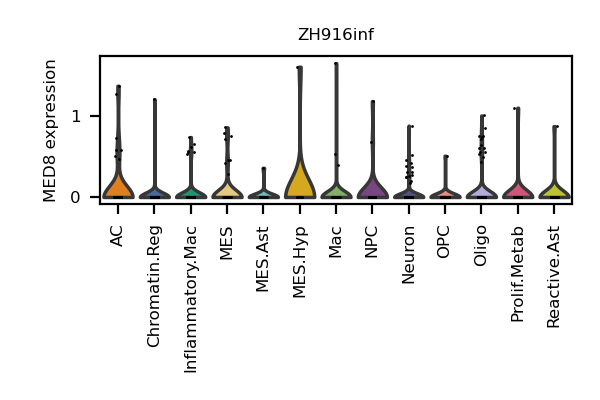 ZH916inf
MED8 expression
1
0
AC
Chromatin.Reg
Inflammatory.Mac
MES
MES.Ast
MES.Hyp
Mac
NPC
Neuron
OPC
Oligo
Prolif.Metab
Reactive.Ast